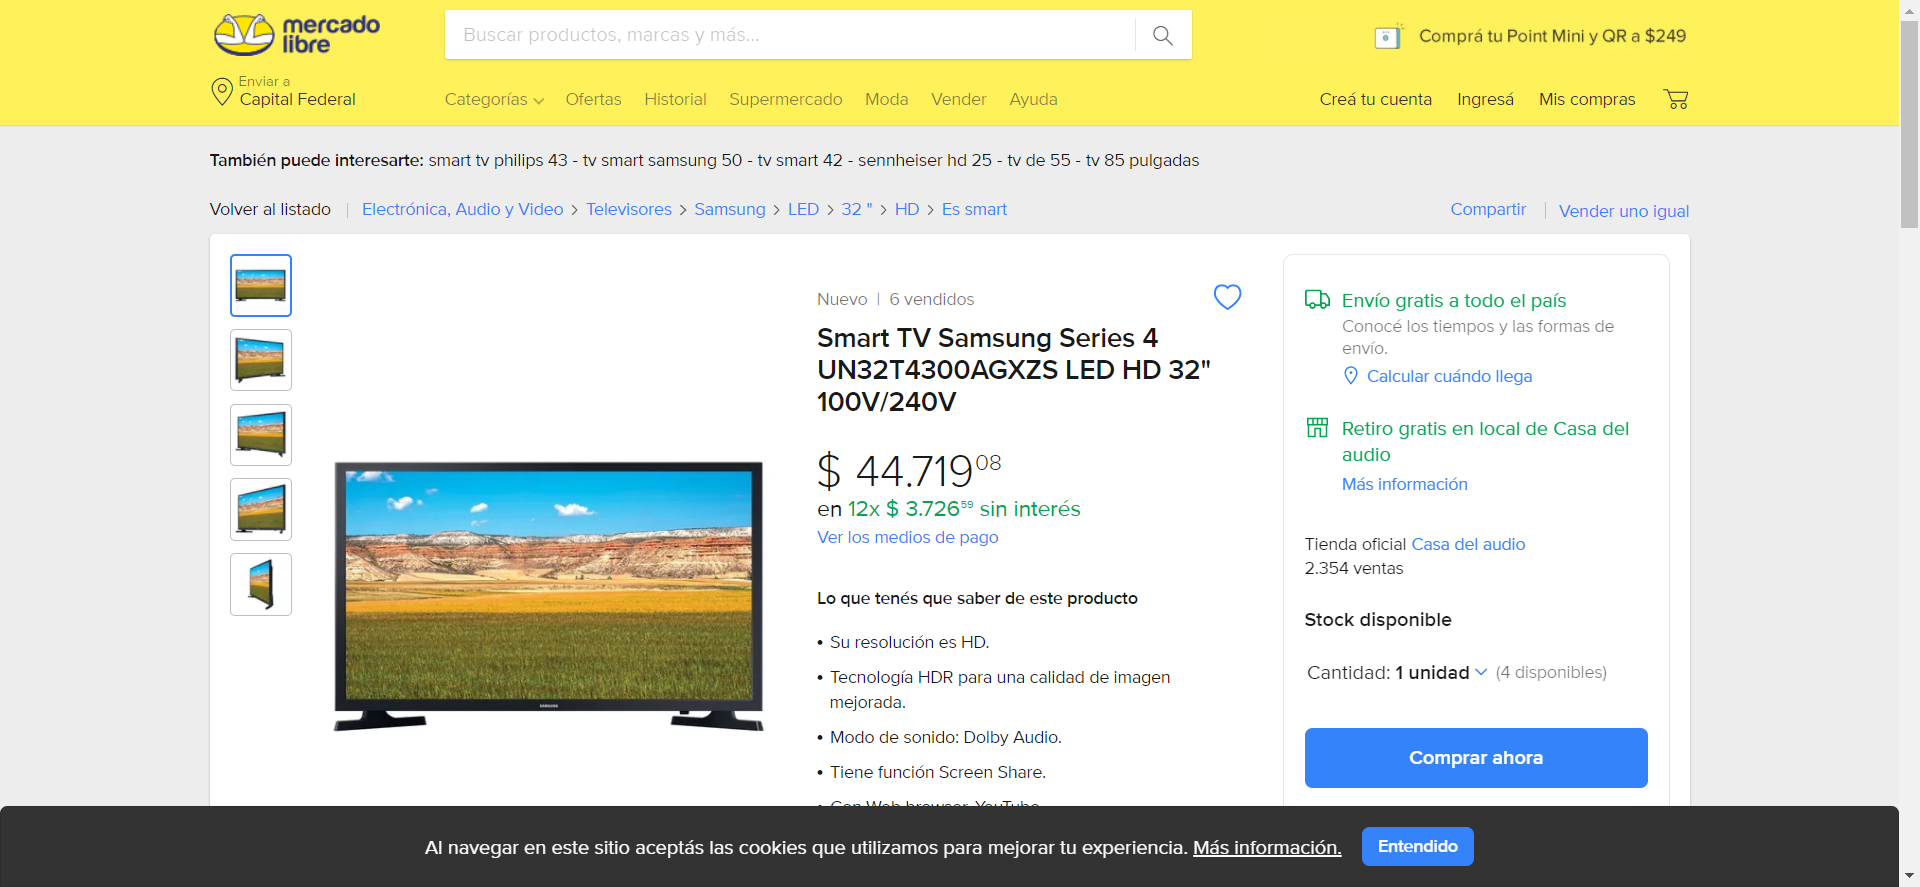 mercado
libre
Buscar productos, marcas y más...
Comprá tu Point Mini y QR a $249
Enviar a
Capital Federal
Categorías
Ofertas
Historial
Supermercado
Moda
Vender
Ayuda
Creá tu cuenta
Ingresá
Mis compras
También puede interesarte: smart tv philips 43 - tv smart samsung 50 - tv smart 42 - sennheiser hd 25 - tv de 55 - tv 85 pulgadas
Volver al listado
Electrónica, Audio y Video > Televisores > Samsung > LED > 32 " > HD > Es smart
Compartir
Vender uno igual
Nuevo | 6 vendidos
Smart TV Samsung Series 4
UN32T4300AGXZS LED HD 32"
100V/240V
$ 44.719 08
en 12x $ 3.726 59 sin interés
Ver los medios de pago
Lo que tenés que saber de este producto
• Su resolución es HD.
• Tecnología HDR para una calidad de imagen
mejorada.
• Modo de sonido: Dolby Audio.
• Tiene función Screen Share.
• Con Web browser, YouTube
SAMSUNG
Envío gratis a todo el país
Conocé los tiempos y las formas de
envío.
Calcular cuándo llega
Retiro gratis en local de Casa del
audio
Más información
Tienda oficial Casa del audio
2.354 ventas
Stock disponible
Cantidad: 1 unidad (4 disponibles)
Comprar ahora
Al navegar en este sitio aceptás las cookies que utilizamos para mejorar tu experiencia. Más información.
Entendido